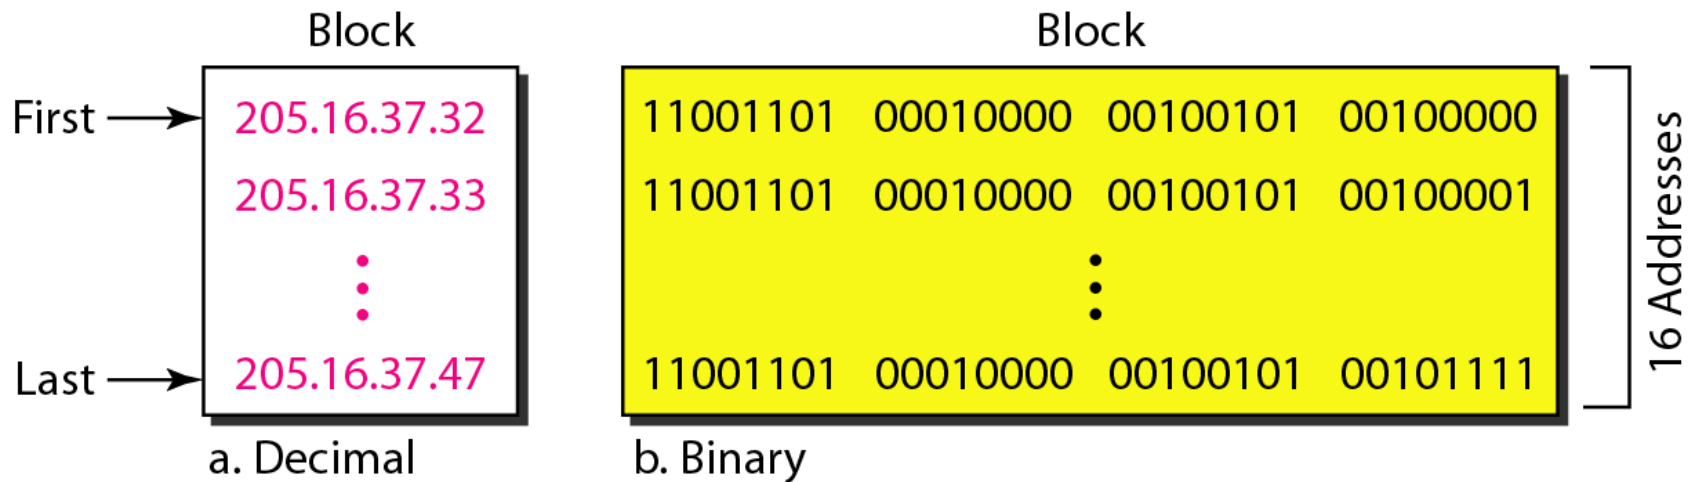 Block
Block
First
205.16.37.32
11001101 00010000 00100101 00100000
205.16.37.33
11001101 00010000 00100101 00100001
Last
205.16.37.47
11001101 00010000 00100101 00101111
16 Addresses
a. Decimal
b. Binary